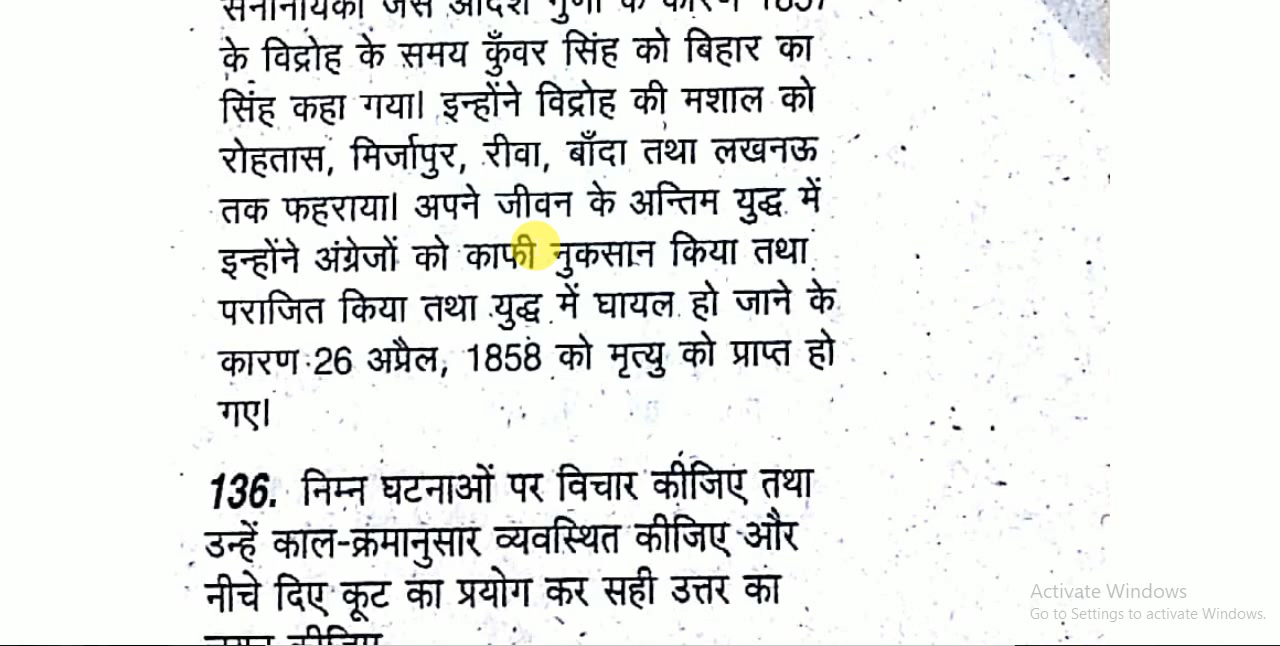 के विद्रोह के समय कुँवर सिंह को बिहार का
सिंह कहा गया। इन्होंने विद्रोह की मशाल को
रोहतास, मिर्जापुर, रीवा, बाँदा तथा लखनऊ
तक फहराया। अपने जीवन के अन्तिम युद्ध में
इन्होंने अंग्रेजों को काफी नुकसान किया तथा
पराजित किया तथा युद्ध में घायल हो जाने के
कारण 26 अप्रैल, 1858 को मृत्यु को प्राप्त हो
गए।
136. निम्न घटनाओं पर विचार कीजिए तथा
उन्हें काल-क्रमानुसार व्यवस्थित कीजिए और
नीचे दिए कूट का प्रयोग कर सही उत्तर का
Activate Windows
Go to Settings to activate Windows.